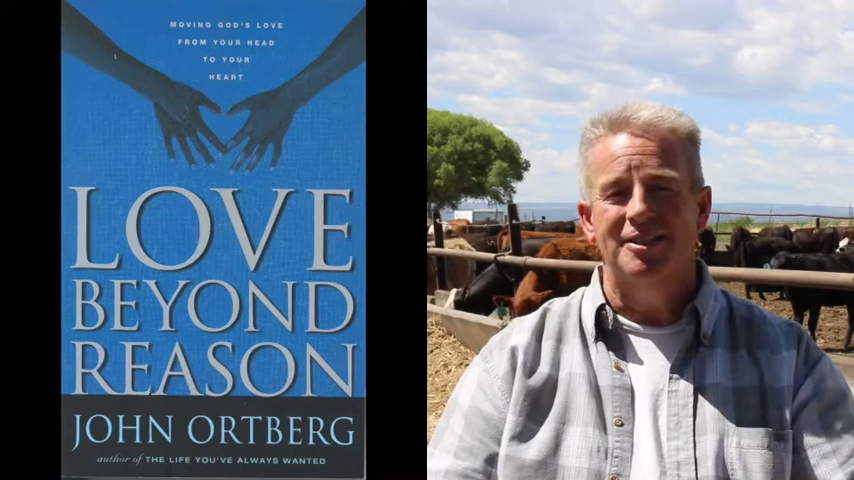 MOVING GOD'S LOVE
FROM YOUR HEAD
TO YOUR
HEART
LOVE
BEYOND
REASON
JOHN ORTBERG
author of THE LIFE YOU'VE ALWAYS WANTED